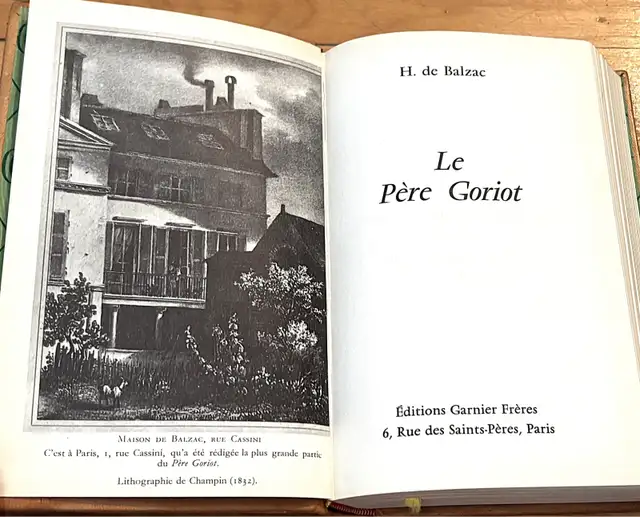 MAISON DE BALZAC, RUE CASSINI
C'est à Paris, 1, rue Cassini, qu'a été rédigée la plus grande partie
du Père Goriot.
Lithographie de Champin (1832).
H. de Balzac
Le
Père Goriot
Éditions Garnier Frères
6, Rue des Saints-Pères, Paris